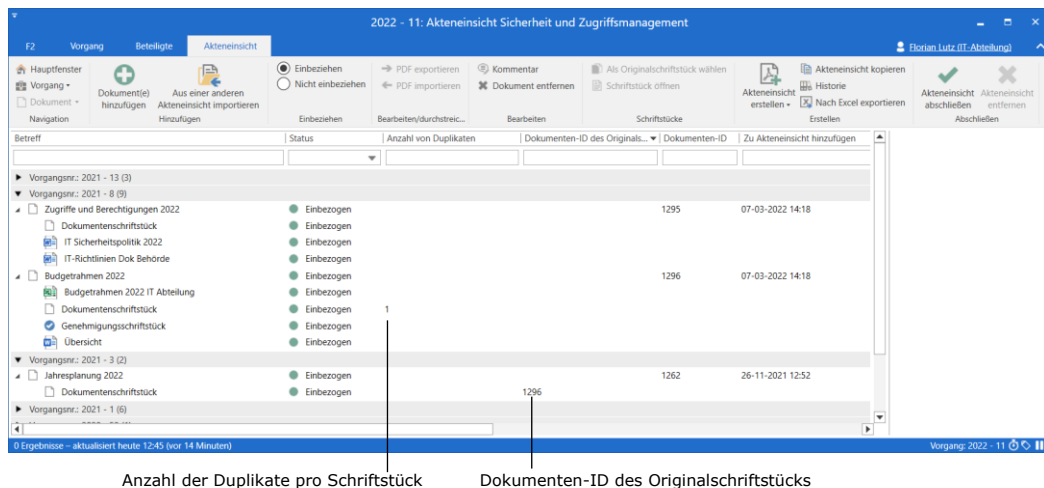 2022 - 11: Akteneinsicht Sicherheit und Zugriffsmanagement
F2 Vorgang Beteiligte Akteneinsicht Florian Lutz (IT-Abteilung)
Hauptfenster
Vorgang
Dokument
Navigation
Dokument(e) hinzufügen
Aus einer anderen Akteneinsicht importieren
Hinzufügen
Einbeziehen
Nicht einbeziehen
Einbeziehen
PDF exportieren
PDF importieren
Bearbeiten/durchstreic...
Kommentar
Dokument entfernen
Bearbeiten
Als Originalschriftstück wählen
Schriftstück öffnen
Schriftstücke
Akteneinsicht erstellen
Akteneinsicht kopieren
Historie
Nach Excel exportieren
Erstellen
Akteneinsicht abschließen
Akteneinsicht entfernen
Abschließen
Betreff Status Anzahl von Duplikaten Dokumenten-ID des Originals... Dokumenten-ID Zu Akteneinsicht hinzufügen
Vorgangsnr.: 2021 - 13 (3)
Vorgangsnr.: 2021 - 8 (9)
Zugriffe und Berechtigungen 2022 Einbezogen 1295 07-03-2022 14:18
Dokumentenschriftstück Einbezogen
IT Sicherheitspolitik 2022 Einbezogen
IT-Richtlinien Dok Behörde Einbezogen
Budgetrahmen 2022 Einbezogen 1296 07-03-2022 14:18
Budgetrahmen 2022 IT Abteilung Einbezogen
Dokumentenschriftstück Einbezogen 1
Genehmigungsschriftstück Einbezogen
Übersicht Einbezogen
Vorgangsnr.: 2021 - 3 (2)
Jahresplanung 2022 Einbezogen 1262 26-11-2021 12:52
Dokumentenschriftstück Einbezogen 1296
Vorgangsnr.: 2021 - 1 (6)
0 Ergebnisse – aktualisiert heute 12:45 (vor 14 Minuten) Vorgang: 2022 - 11
Anzahl der Duplikate pro Schriftstück Dokumenten-ID des Originalschriftstücks